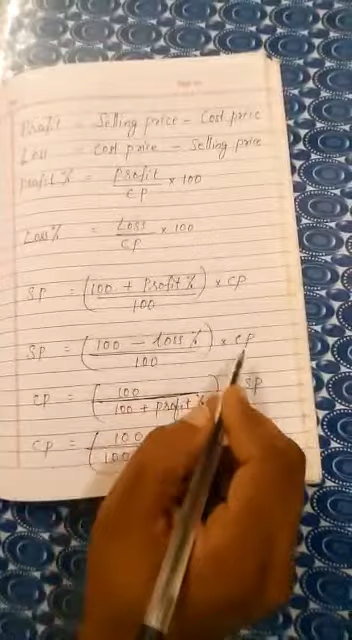 Profit = Selling price - Cost price
Loss = cost price - Selling price
profit% = profit/cp × 100
Loss% = Loss/cp × 100
SP = (100 + Profit%/100) × cp
SP = (100 - Loss%/100) × cp
cp = (100/100 + profit%) SP
cp = (100/100